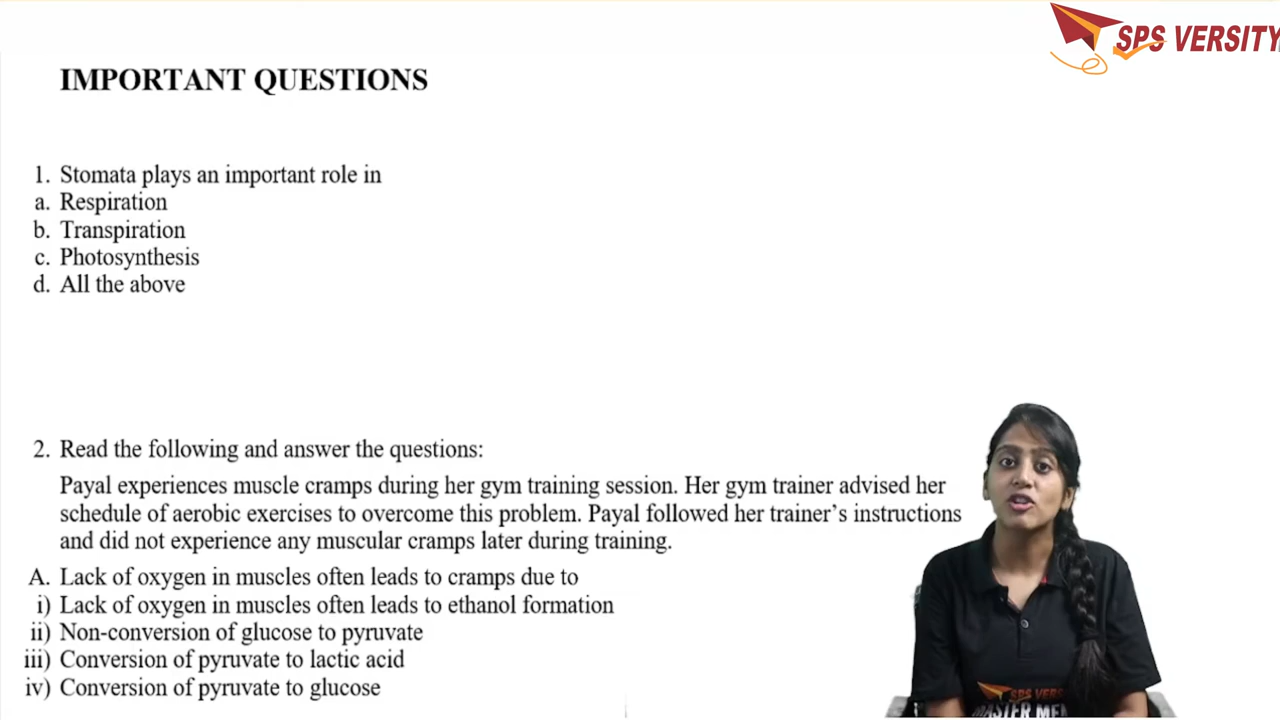 SPS VERSITY
IMPORTANT QUESTIONS
1. Stomata plays an important role in
a. Respiration
b. Transpiration
c. Photosynthesis
d. All the above
2. Read the following and answer the questions:
Payal experiences muscle cramps during her gym training session. Her gym trainer advised her
schedule of aerobic exercises to overcome this problem. Payal followed her trainer’s instructions
and did not experience any muscular cramps later during training.
A. Lack of oxygen in muscles often leads to cramps due to
i) Lack of oxygen in muscles often leads to ethanol formation
ii) Non-conversion of glucose to pyruvate
iii) Conversion of pyruvate to lactic acid
iv) Conversion of pyruvate to glucose
SPS VERS
MASTER